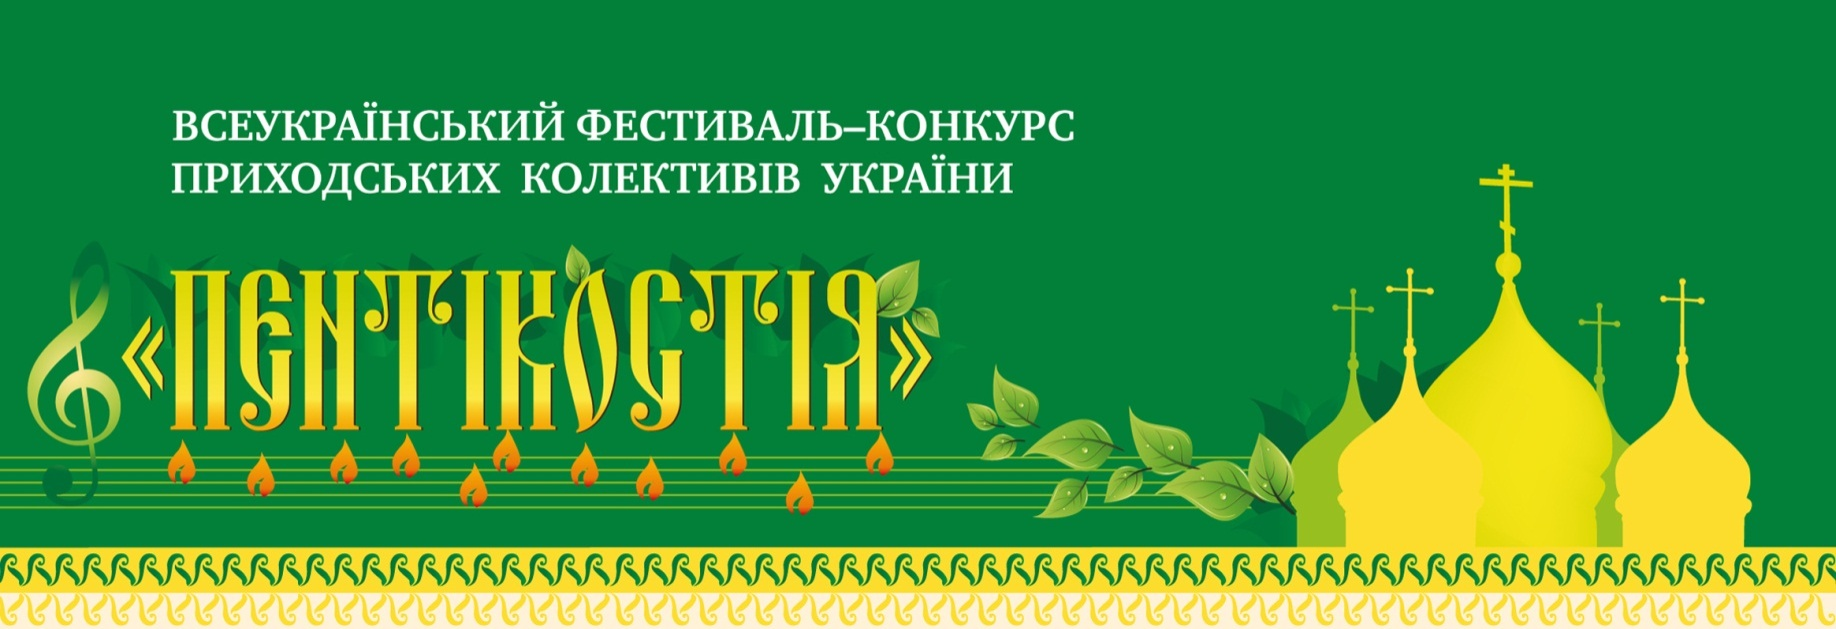 ВСЕУКРАЇНСЬКИЙ ФЕСТИВАЛЬ–КОНКУРС
ПРИХОДСЬКИХ КОЛЕКТИВІВ УКРАЇНИ
«ПЕНТІКОСТІЯ»